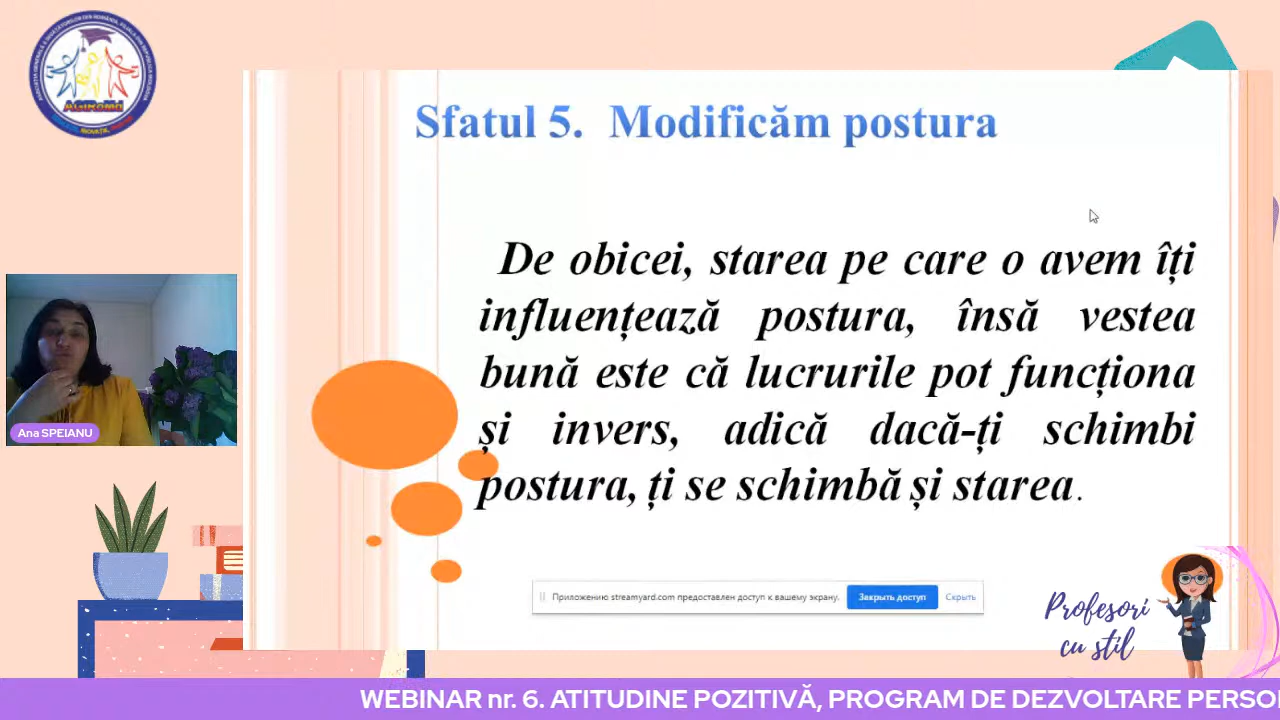 AGIRoMd
Sfatul 5. Modificăm postura
De obicei, starea pe care o avem îți
influențează postura, însă vestea
bună este că lucrurile pot funcționa
și invers, adică dacă-ți schimbi
postura, ți se schimbă și starea.
Ana SPEIANU
Приложению streamyard.com предоставлен доступ к вашему экрану. Закрыть доступ Скрыть
Profesori
cu stil
WEBINAR nr. 6. ATITUDINE POZITIVĂ, PROGRAM DE DEZVOLTARE PERSO